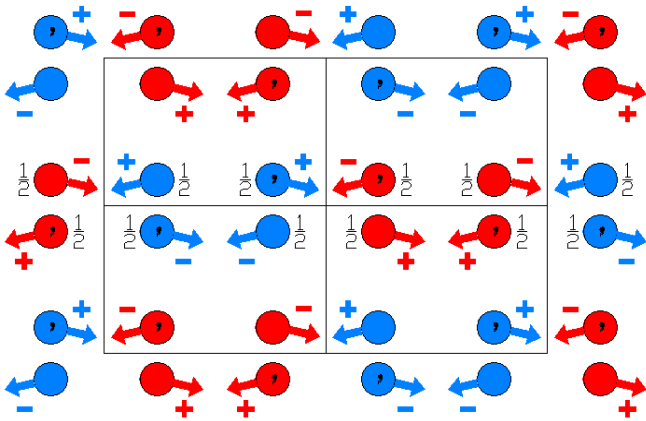 + − − + + −
, , , ,
, ,
− + + − − +
− + + − − +
1/2 1/2 1/2 , , 1/2 1/2 1/2
, 1/2 1/2 , 1/2 1/2 , 1/2 1/2 ,
+ − − + + −
+ − − + + −
, , , ,
, ,
− + + − − +